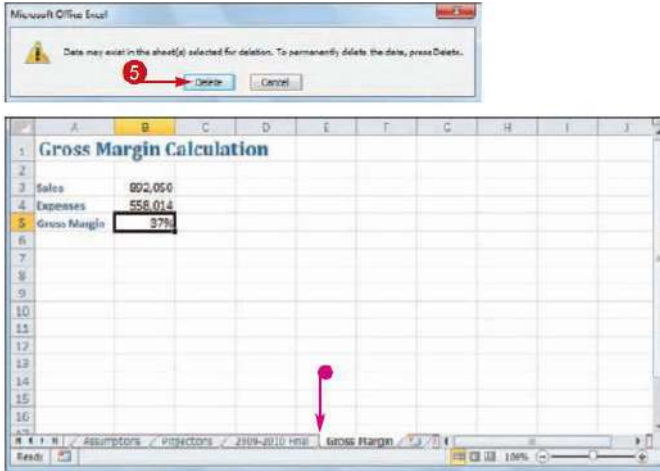 Microsoft Office Excel
Data may exist in the sheet(s) selected for deletion. To permanently delete the data, press Delete.
5
Delete Cancel
A B C D E F G H I J
1 Gross Margin Calculation
2
3 Sales 892,050
4 Expenses 558,014
5 Gross Margin 37%
6
7
8
9
10
11
12
13
14
15
16
17
Assumptions Projections 2009-2010 Final Gross Margin
Ready 100%